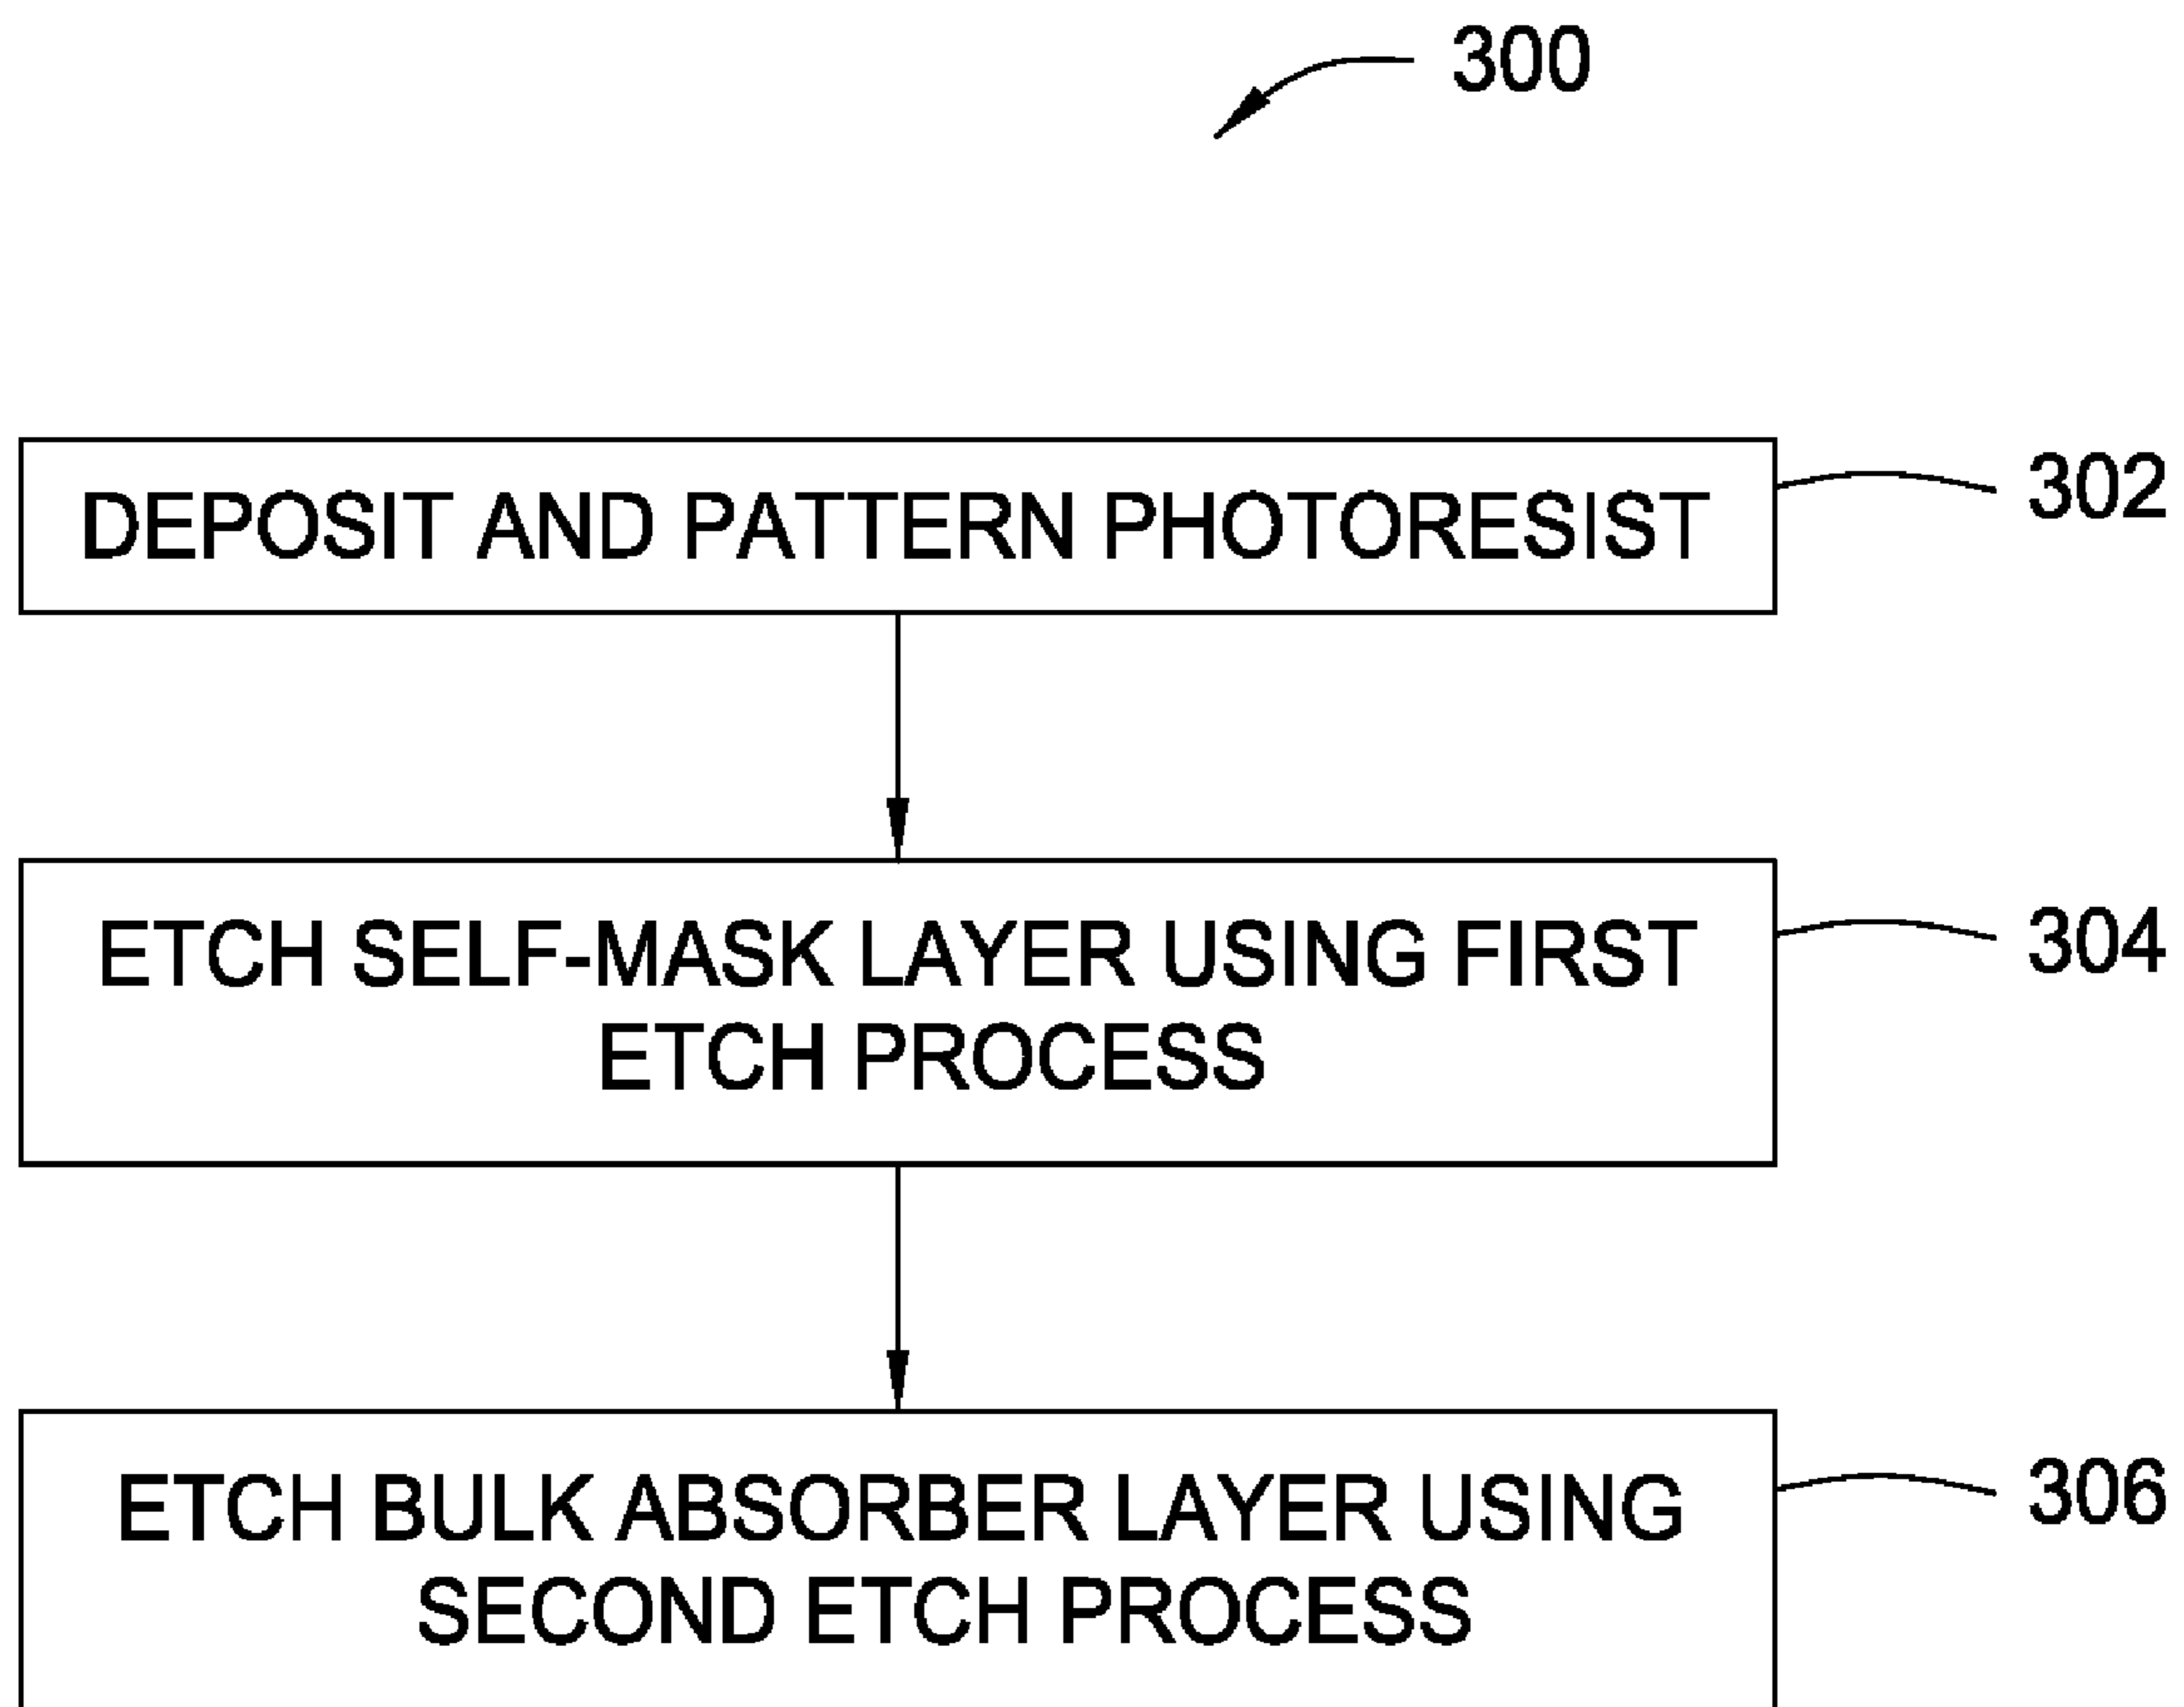 300
DEPOSIT AND PATTERN PHOTORESIST
302
ETCH SELF-MASK LAYER USING FIRST
ETCH PROCESS
304
ETCH BULK ABSORBER LAYER USING
SECOND ETCH PROCESS
306